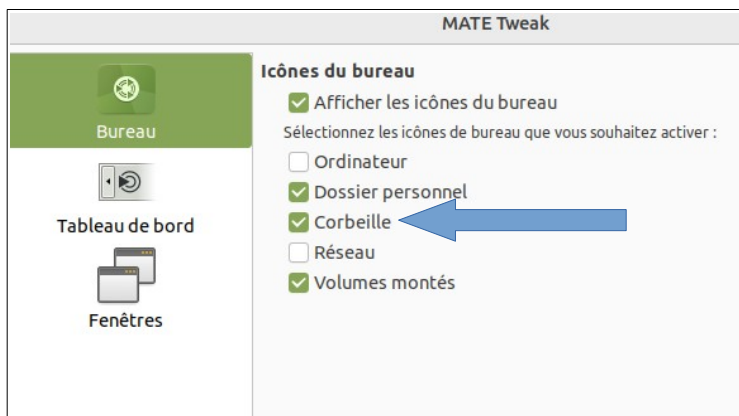 MATE Tweak
Bureau
Tableau de bord
Fenêtres
Icônes du bureau
Afficher les icônes du bureau
Sélectionnez les icônes de bureau que vous souhaitez activer :
Ordinateur
Dossier personnel
Corbeille
Réseau
Volumes montés